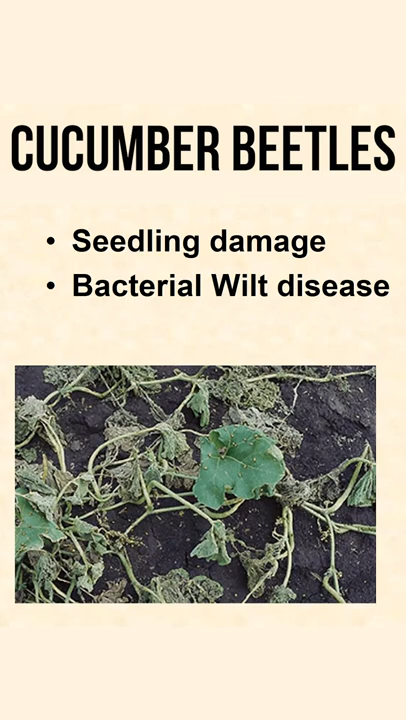 CUCUMBER BEETLES
• Seedling damage
• Bacterial Wilt disease